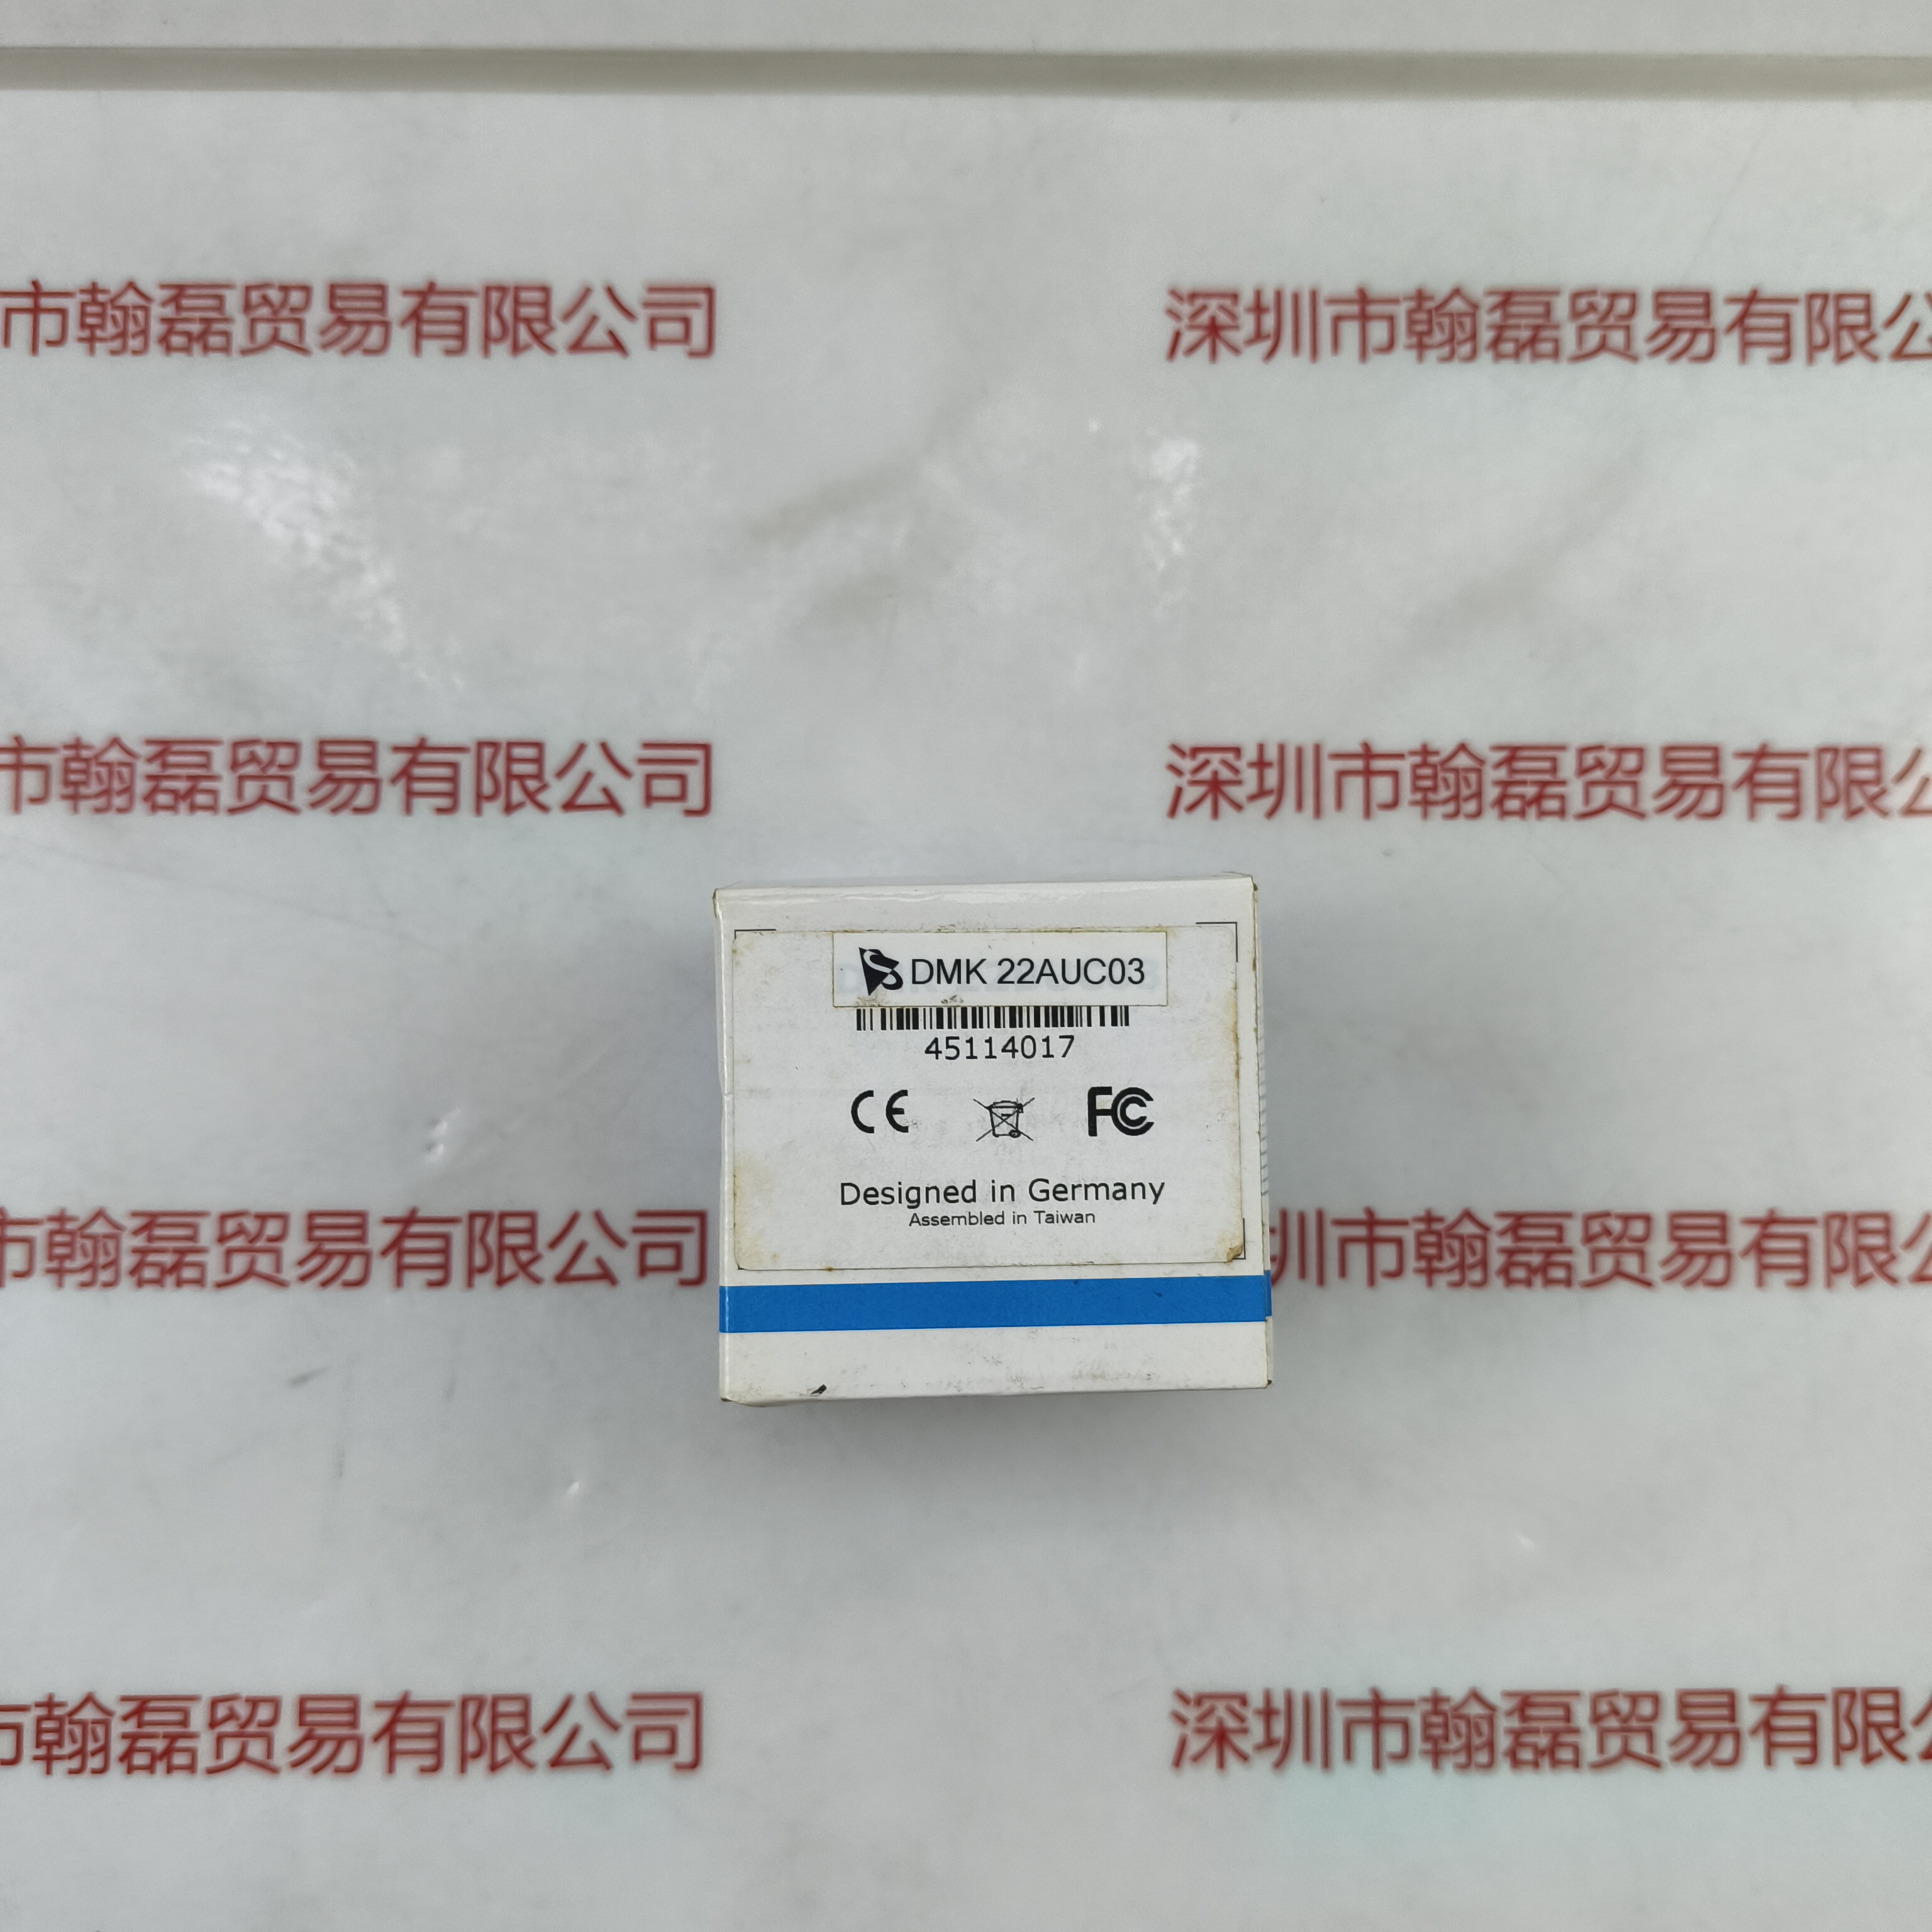 市翰磊贸易有限公司
深圳市翰磊贸易有限公
市翰磊贸易有限公司
深圳市翰磊贸易有限公
DMK 22AUC03
45114017
CE
FC
Designed in Germany
Assembled in Taiwan
市翰磊贸易有限公司
圳市翰磊贸易有限公
市翰磊贸易有限公司
深圳市翰磊贸易有限公